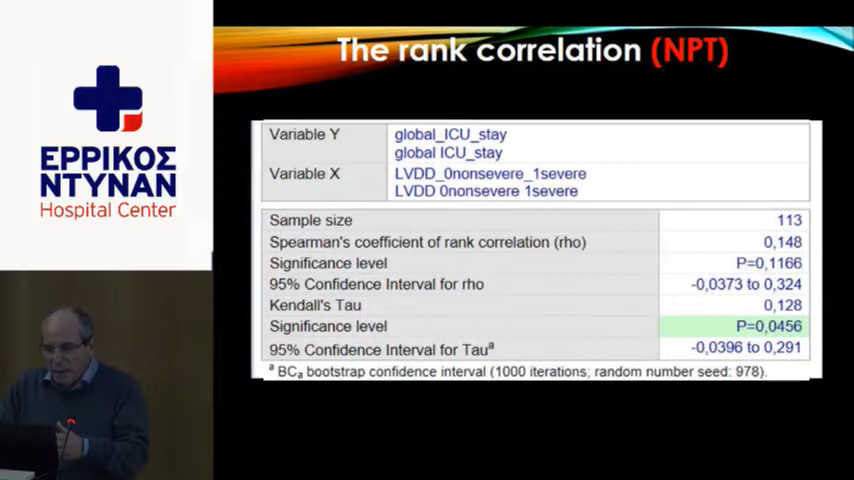 The rank correlation (NPT)
ΕΡΡΙΚΟΣ
ΝΤΥΝΑΝ
Hospital Center
Variable Y global_ICU_stay
global ICU_stay
Variable X LVDD_0nonsevere_1severe
LVDD 0nonsevere 1severe
Sample size 113
Spearman's coefficient of rank correlation (rho) 0,148
Significance level P=0,1166
95% Confidence Interval for rho -0,0373 to 0,324
Kendall's Tau 0,128
Significance level P=0,0456
95% Confidence Interval for Tauᵃ -0,0396 to 0,291
ᵃ BCₐ bootstrap confidence interval (1000 iterations; random number seed: 978).